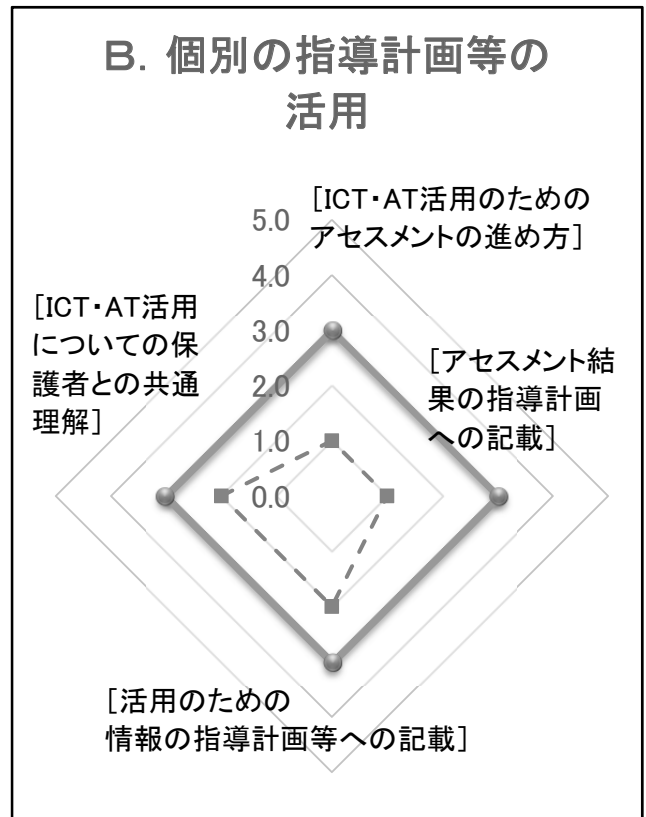 B．個別の指導計画等の
活用
[ICT・AT活用のための
アセスメントの進め方]
5.0
4.0
3.0
2.0
1.0
0.0
[アセスメント結
果の指導計画
への記載]
[活用のための
情報の指導計画等への記載]
[ICT・AT活用
についての保
護者との共通
理解]